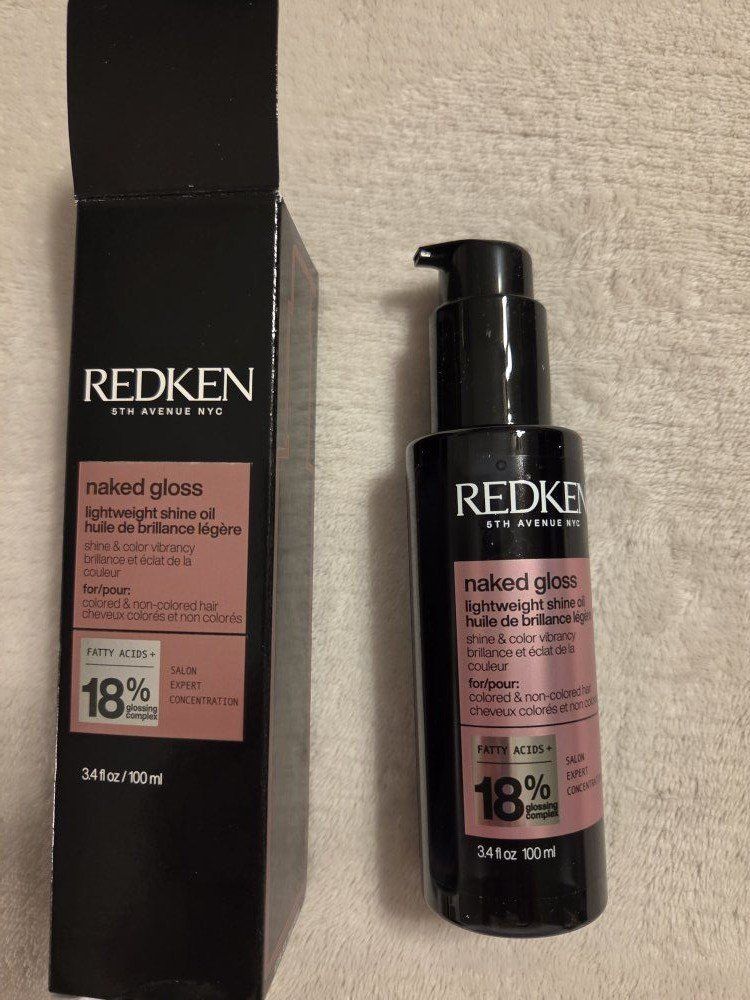 REDKEN
5TH AVENUE NYC
naked gloss
lightweight shine oil
huile de brillance légère
shine & color vibrancy
brillance et éclat de la
couleur
for/pour:
colored & non-colored hair
cheveux colorés et non colorés
FATTY ACIDS +
18%
glossing
complex
SALON
EXPERT
CONCENTRATION
3.4 fl oz / 100 ml
REDKEN
5TH AVENUE NYC
naked gloss
lightweight shine oil
huile de brillance légère
shine & color vibrancy
brillance et éclat de la
couleur
for/pour:
colored & non-colored hair
cheveux colorés et non colorés
FATTY ACIDS +
18%
glossing
complex
SALON
EXPERT
CONCENTRATION
3.4 fl oz 100 ml